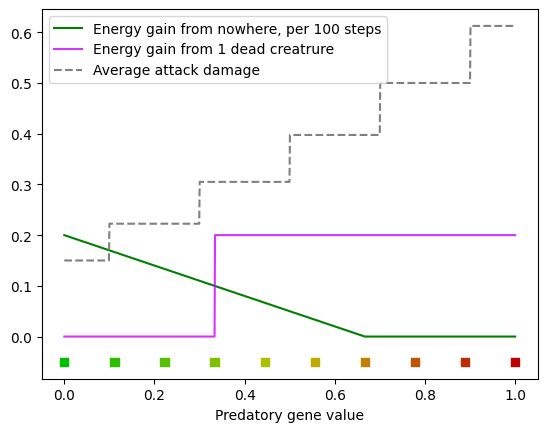 Energy gain from nowhere, per 100 steps
Energy gain from 1 dead creatrure
Average attack damage
0.6
0.5
0.4
0.3
0.2
0.1
0.0
0.0 0.2 0.4 0.6 0.8 1.0
Predatory gene value